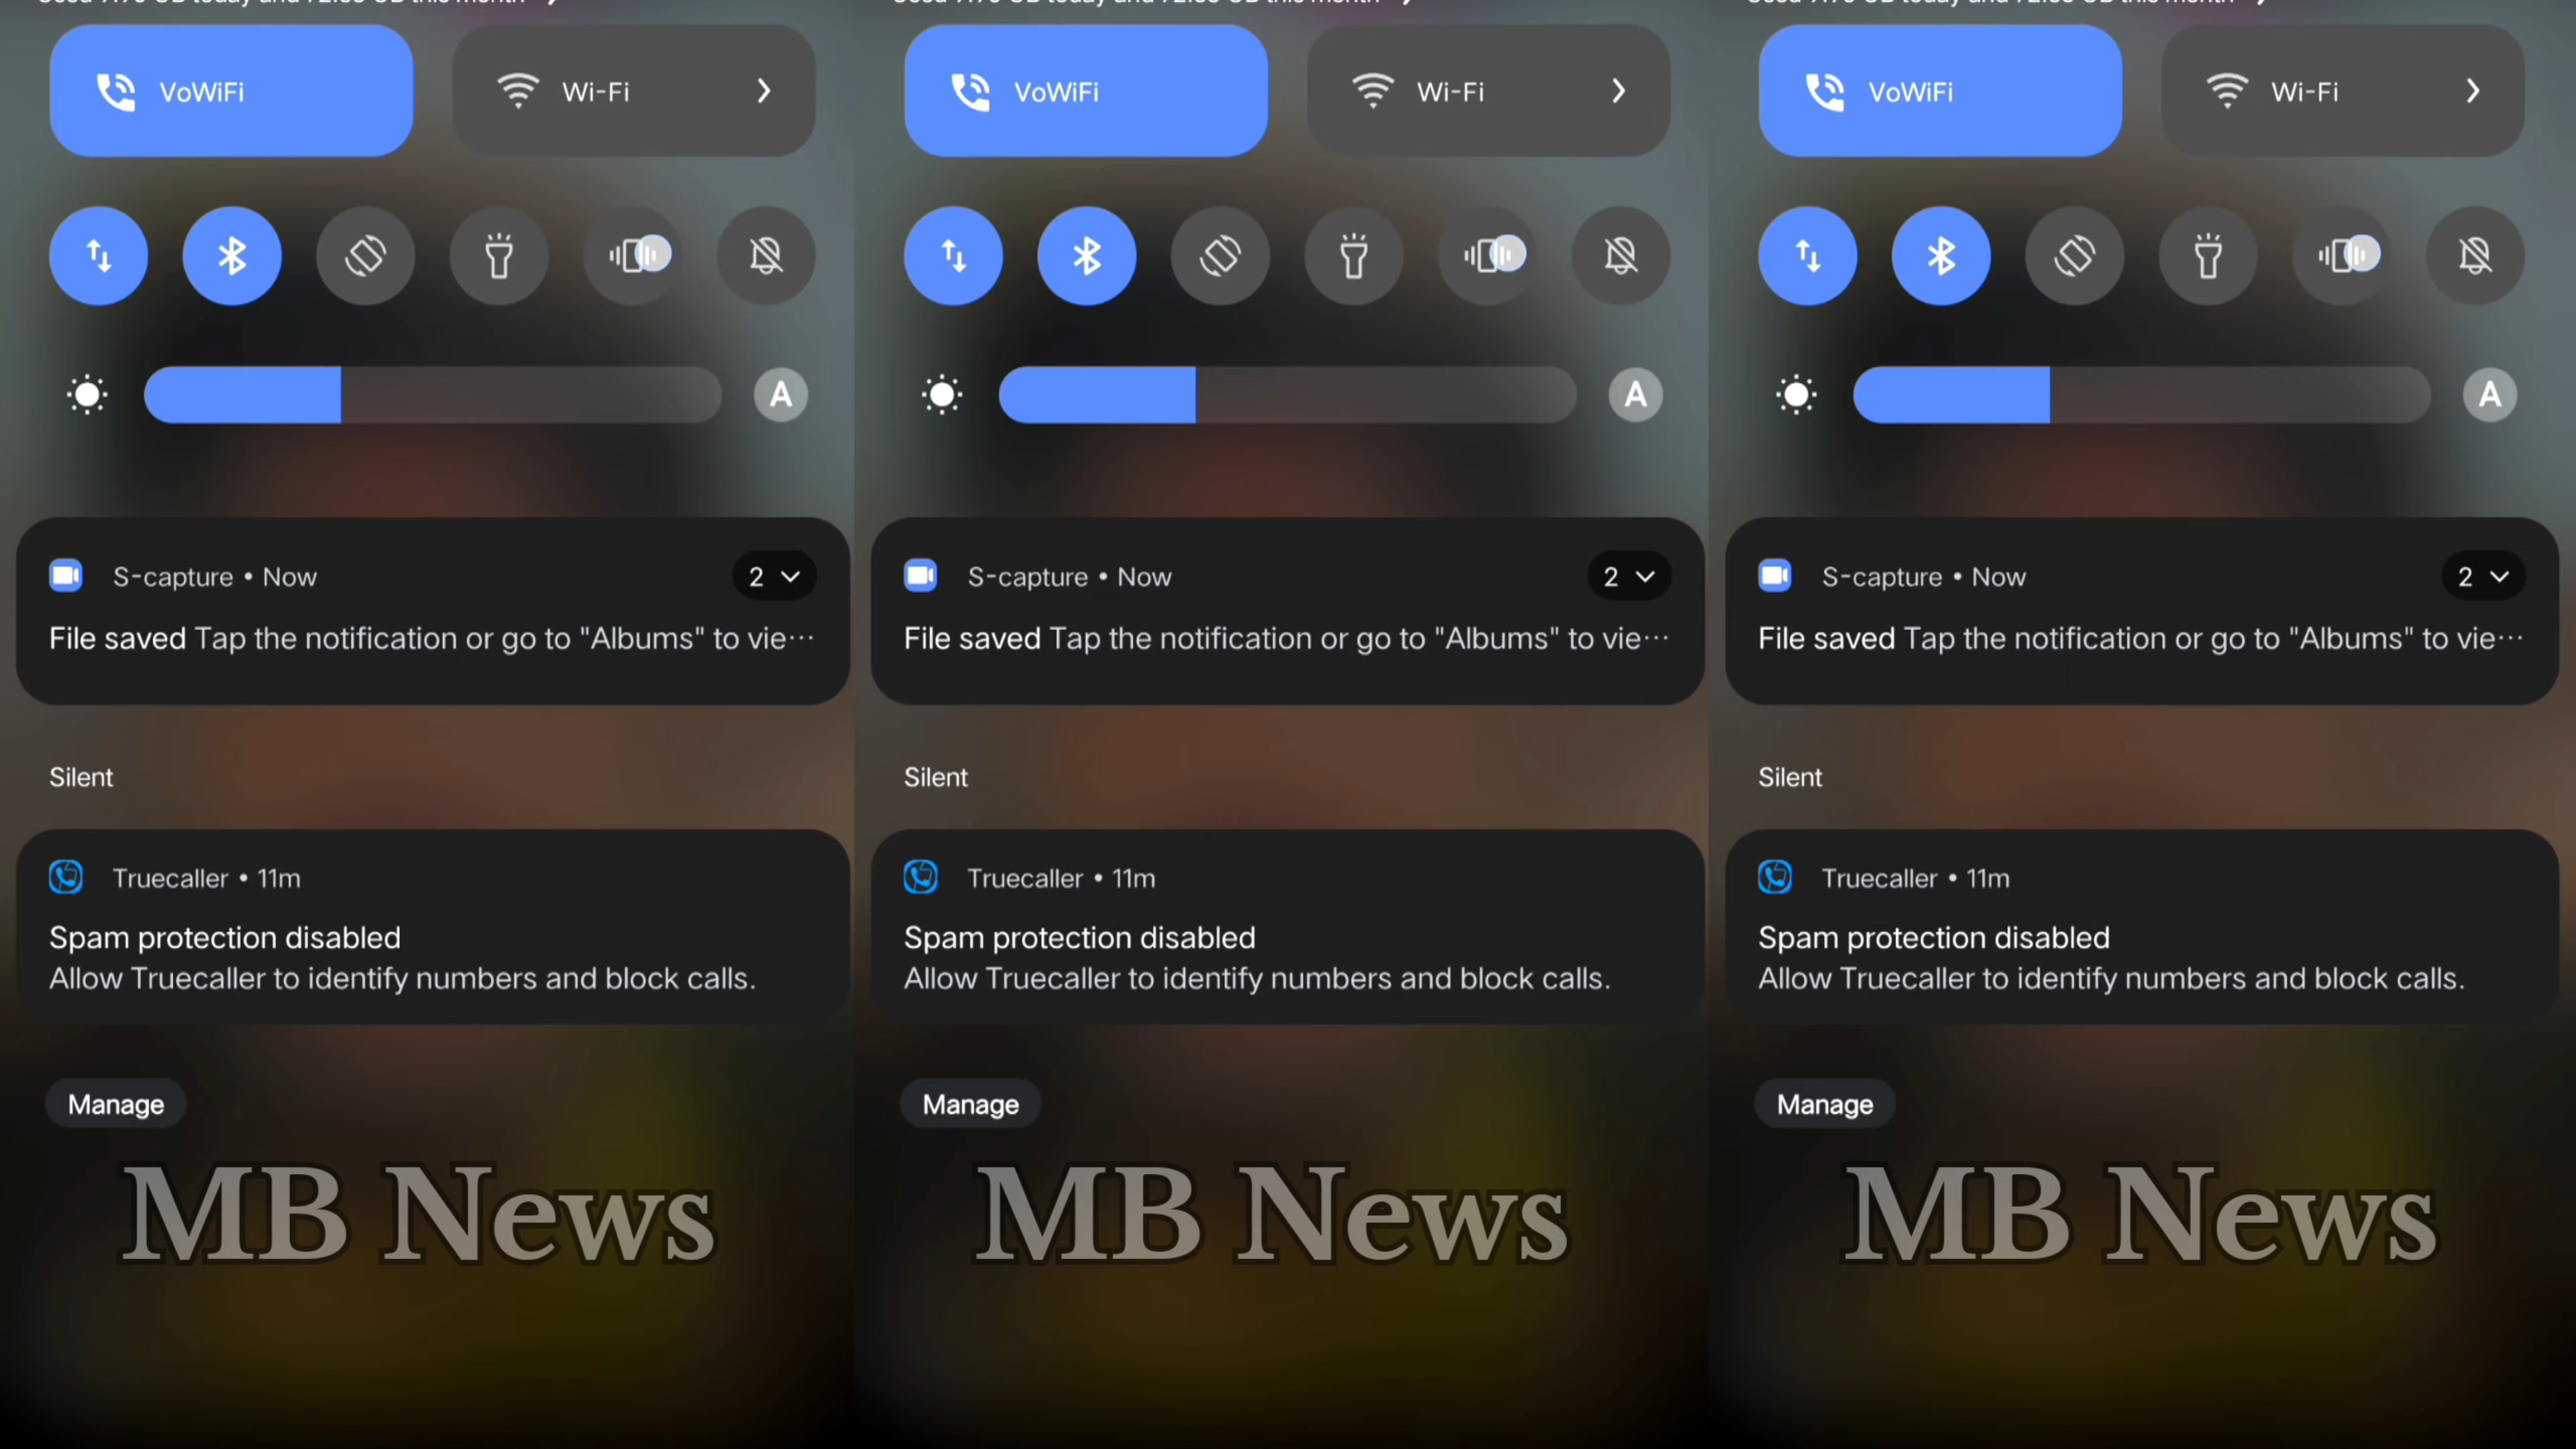 VoWiFi
Wi-Fi
A
S-capture • Now
2
File saved Tap the notification or go to "Albums" to vie···
Silent
Truecaller • 11m
Spam protection disabled
Allow Truecaller to identify numbers and block calls.
Manage
MB News
VoWiFi
Wi-Fi
A
S-capture • Now
2
File saved Tap the notification or go to "Albums" to vie···
Silent
Truecaller • 11m
Spam protection disabled
Allow Truecaller to identify numbers and block calls.
Manage
MB News
VoWiFi
Wi-Fi
A
S-capture • Now
2
File saved Tap the notification or go to "Albums" to vie···
Silent
Truecaller • 11m
Spam protection disabled
Allow Truecaller to identify numbers and block calls.
Manage
MB News